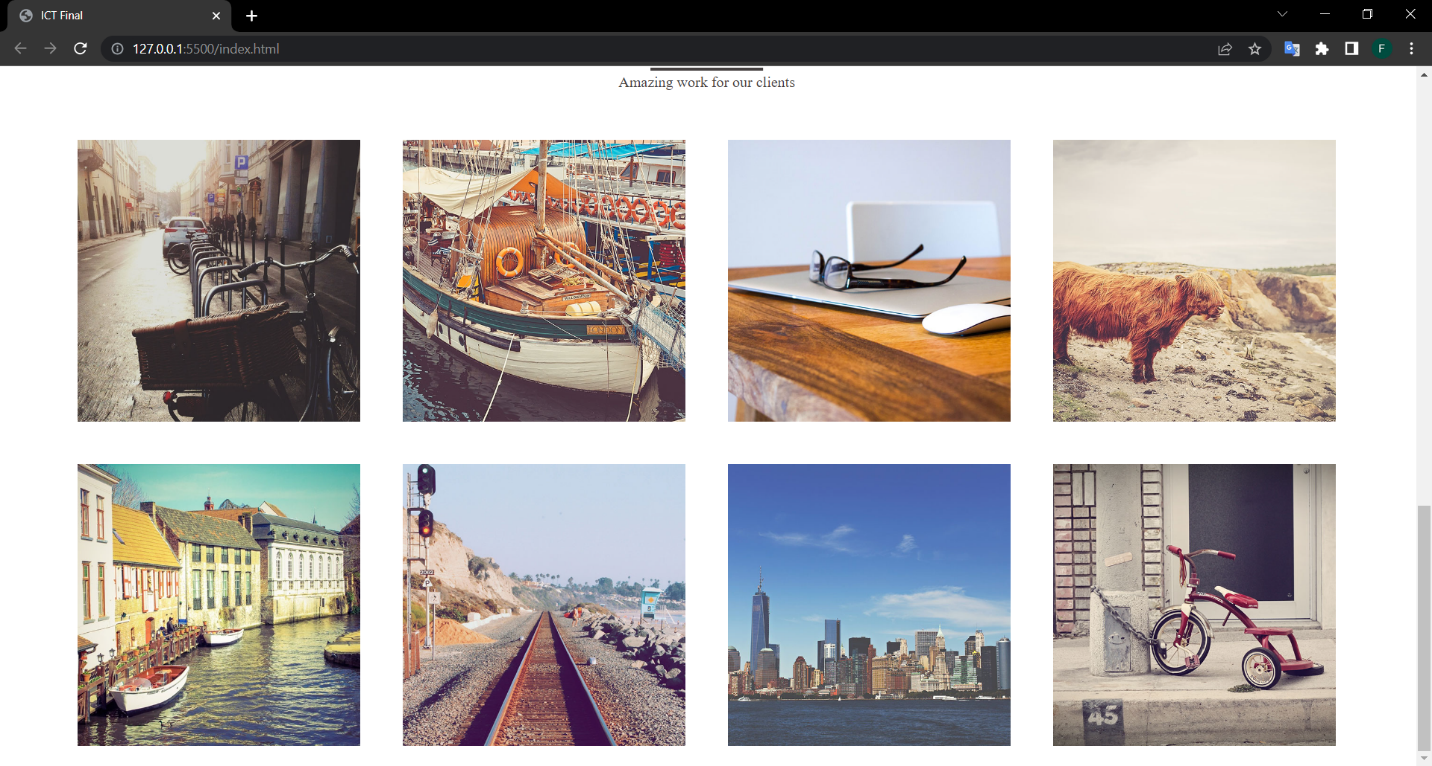 ICT Final
127.0.0.1:5500/index.html
F
Amazing work for our clients
P
45